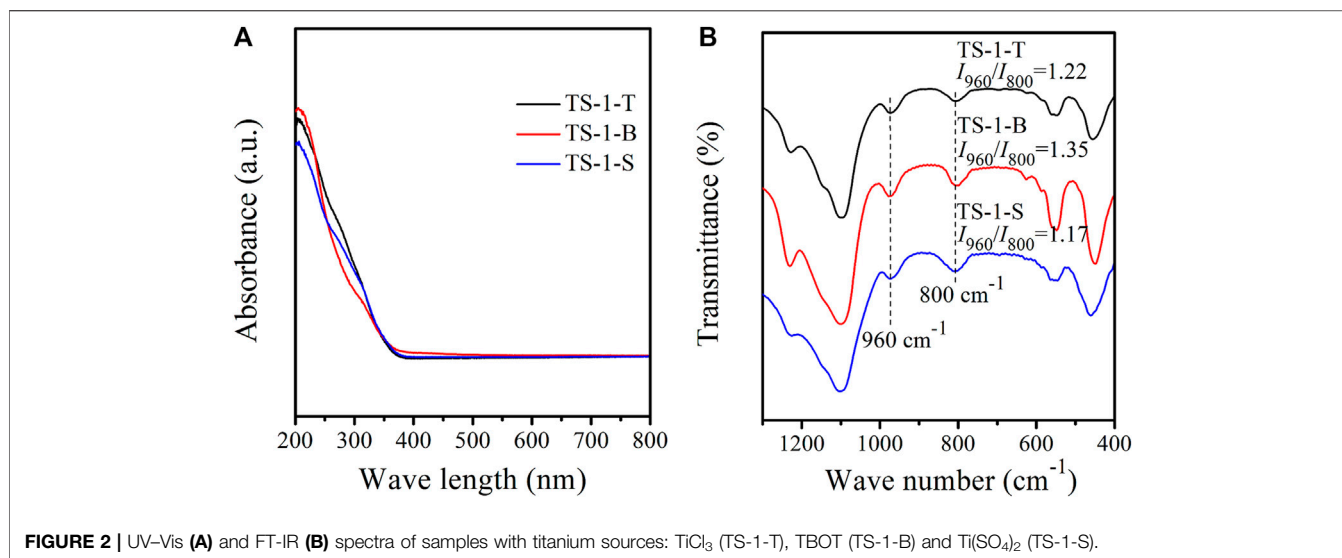 A
Absorbance (a.u.)
TS-1-T
TS-1-B
TS-1-S
200 300 400 500 600 700 800
Wave length (nm)
B
Transmittance (%)
TS-1-T
I960/I800=1.22
TS-1-B
I960/I800=1.35
TS-1-S
I960/I800=1.17
800 cm-1
960 cm-1
1200 1000 800 600 400
Wave number (cm-1)
FIGURE 2 | UV–Vis (A) and FT-IR (B) spectra of samples with titanium sources: TiCl3 (TS-1-T), TBOT (TS-1-B) and Ti(SO4)2 (TS-1-S).